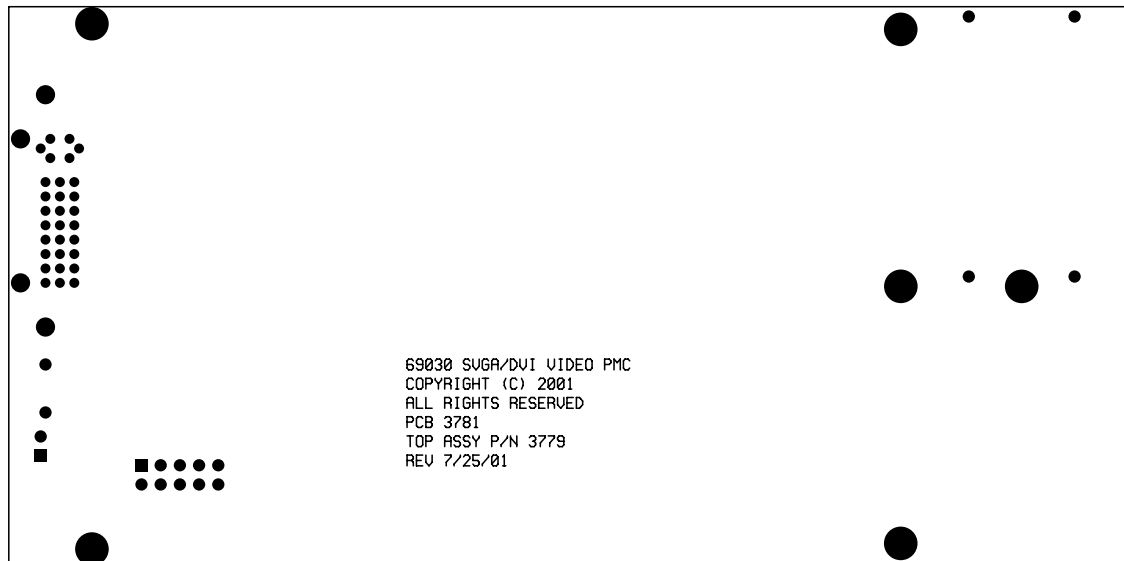 69030 SVGA/DVI VIDEO PMC
COPYRIGHT (C) 2001
ALL RIGHTS RESERVED
PCB 3781
TOP ASSY P/N 3779
REV 7/25/01